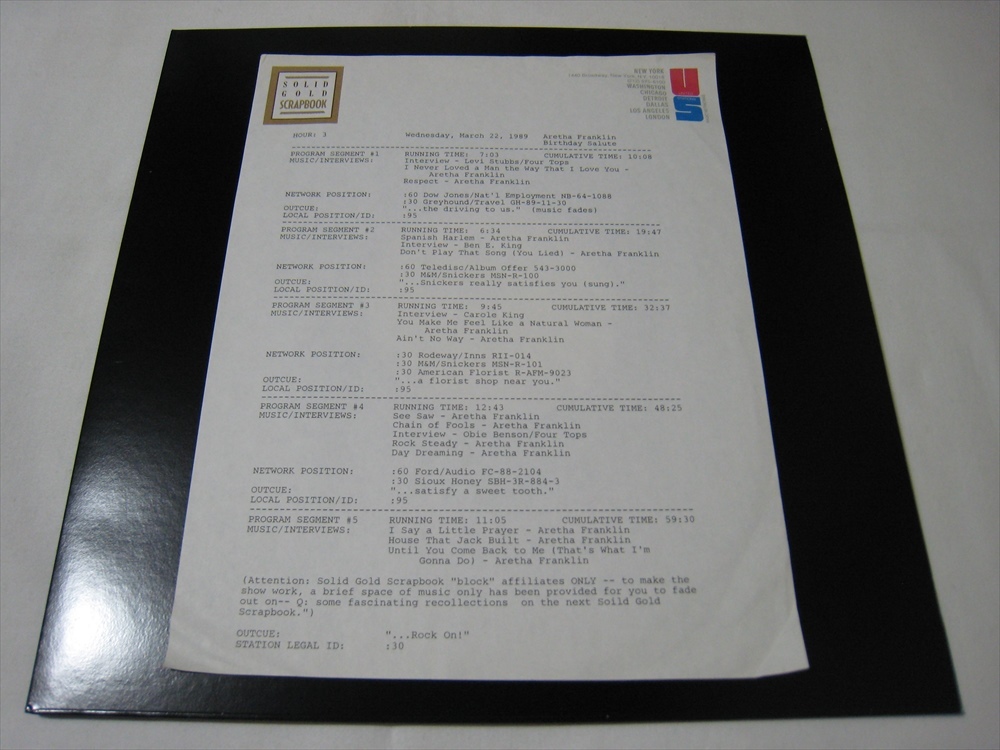 SOLID
GOLD
SCRAPBOOK
NEW YORK
WASHINGTON
CHICAGO
DETROIT
DALLAS
LOS ANGELES
LONDON
US
HOUR: 3 Wednesday, March 22, 1989 Aretha Franklin
Birthday Salute
PROGRAM SEGMENT #1 RUNNING TIME: 7:03 CUMULATIVE TIME: 10:08
MUSIC/INTERVIEWS: Interview - Levi Stubbs/Four Tops
I Never Loved a Man the Way That I Love You -
Aretha Franklin
Respect - Aretha Franklin
NETWORK POSITION: :60 Dow Jones/Nat'l Employment NB-64-1088
:30 Greyhound/Travel GH-89-11-30
OUTCUE: "...the driving to us." (music fades)
LOCAL POSITION/ID: :95
PROGRAM SEGMENT #2 RUNNING TIME: 6:34 CUMULATIVE TIME: 19:47
MUSIC/INTERVIEWS: Spanish Harlem - Aretha Franklin
Interview - Ben E. King
Don't Play That Song (You Lied) - Aretha Franklin
NETWORK POSITION: :60 Teledisc/Album Offer 543-3000
:30 M&M/Snickers MSN-R-100
OUTCUE: "...Snickers really satisfies you (sung)."
LOCAL POSITION/ID: :95
PROGRAM SEGMENT #3 RUNNING TIME: 9:45 CUMULATIVE TIME: 32:37
MUSIC/INTERVIEWS: Interview - Carole King
You Make Me Feel Like a Natural Woman -
Aretha Franklin
Ain't No Way - Aretha Franklin
NETWORK POSITION: :30 Rodeway/Inns RII-014
:30 M&M/Snickers MSN-R-101
:30 American Florist R-AFM-9023
OUTCUE: "...a florist shop near you."
LOCAL POSITION/ID: :95
PROGRAM SEGMENT #4 RUNNING TIME: 12:43 CUMULATIVE TIME: 48:25
MUSIC/INTERVIEWS: See Saw - Aretha Franklin
Chain of Fools - Aretha Franklin
Interview - Obie Benson/Four Tops
Rock Steady - Aretha Franklin
Day Dreaming - Aretha Franklin
NETWORK POSITION: :60 Ford/Audio FC-88-2104
:30 Sioux Honey SBH-3R-884-3
OUTCUE: "...satisfy a sweet tooth."
LOCAL POSITION/ID: :95
PROGRAM SEGMENT #5 RUNNING TIME: 11:05 CUMULATIVE TIME: 59:30
MUSIC/INTERVIEWS: I Say a Little Prayer - Aretha Franklin
House That Jack Built - Aretha Franklin
Until You Come Back to Me (That's What I'm
Gonna Do) - Aretha Franklin
(Attention: Solid Gold Scrapbook "block" affiliates ONLY -- to make the
show work, a brief space of music only has been provided for you to fade
out on-- Q: some fascinating recollections on the next Soild Gold
Scrapbook.")
OUTCUE: "...Rock On!"
STATION LEGAL ID: :30